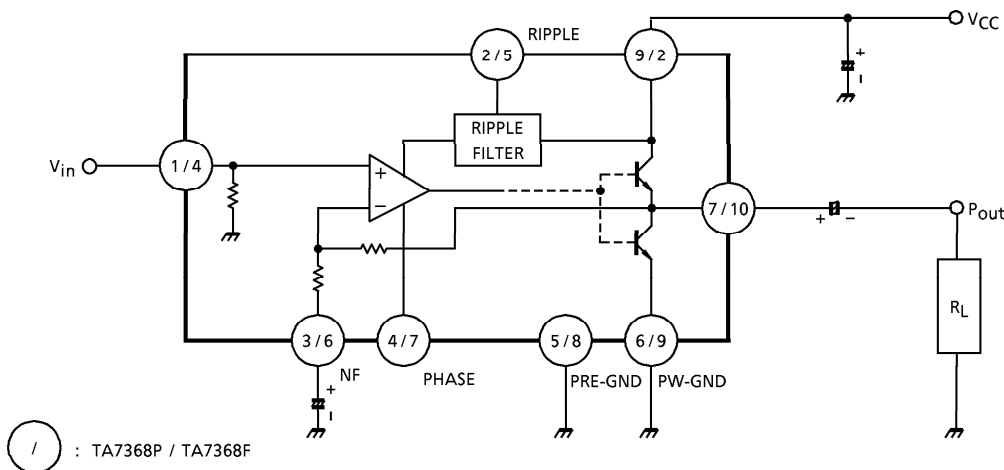 RIPPLE
2 / 5
9 / 2
VCC
+
-
RIPPLE
FILTER
Vin
1 / 4
+
-
7 / 10
+ -
Pout
RL
3 / 6
4 / 7
5 / 8
6 / 9
NF
PHASE
PRE-GND
PW-GND
+
-
/ : TA7368P / TA7368F